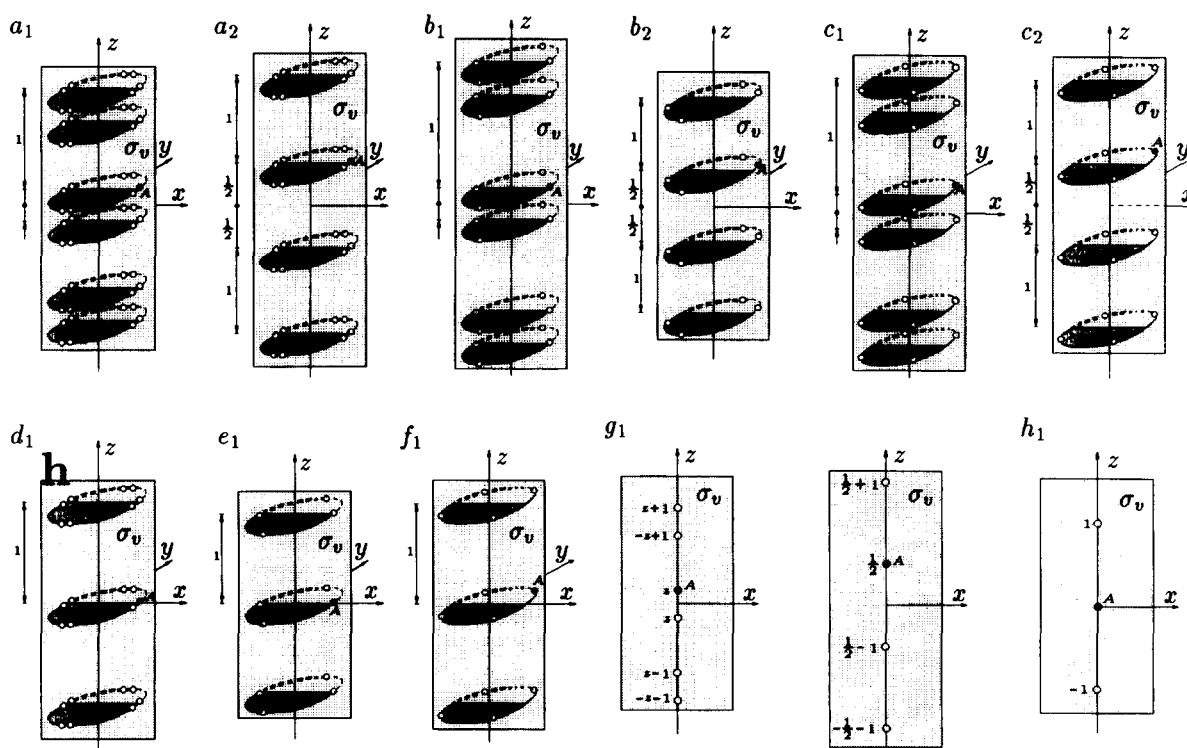 a₁ a₂ b₁ b₂ c₁ c₂
z z z z z z
σᵥ σᵥ σᵥ σᵥ σᵥ σᵥ
1 1 1 1 1 1
y y y y y y
A A A A A
x x x x x x
½ ½ ½
½ ½ ½
1 1 1
d₁ e₁ f₁ g₁ h₁
h
z z z z z z
σᵥ σᵥ σᵥ σᵥ σᵥ σᵥ
z+1 ½+1
-z+1
1 1 1 1
y y y
A A A z A ½ A A
x x x x x x
z
z-1 ½-1 -1
-z-1 -½-1